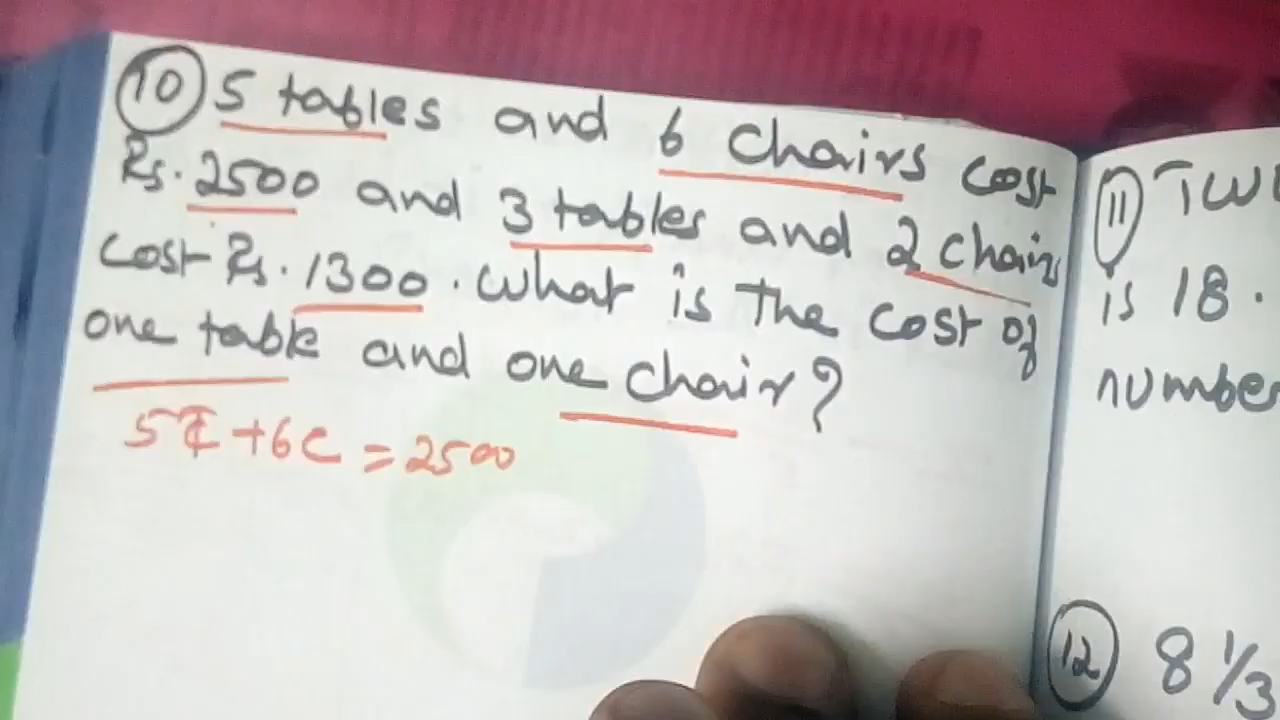 10 5 tables and 6 chairs cost
Rs. 2500 and 3 tables and 2 chairs
cost Rs. 1300. What is the cost of
one table and one chair?
5T + 6C = 2500
11
is 18.
number
12 8 1/3